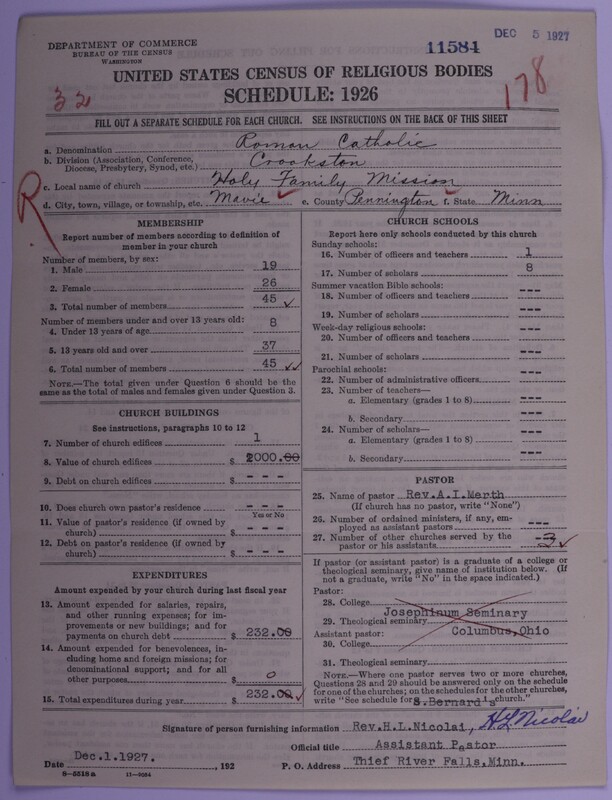 DEPARTMENT OF COMMERCE
BUREAU OF THE CENSUS
WASHINGTON
11584
DEC 5 1927
UNITED STATES CENSUS OF RELIGIOUS BODIES
SCHEDULE: 1926
32
178
FILL OUT A SEPARATE SCHEDULE FOR EACH CHURCH. SEE INSTRUCTIONS ON THE BACK OF THIS SHEET
a. Denomination Roman Catholic
b. Division (Association, Conference, Diocese, Presbytery, Synod, etc.) Crookston
c. Local name of church Holy Family Mission
R
d. City, town, village, or township, etc. Mavie e. County Pennington f. State Minn
MEMBERSHIP
Report number of members according to definition of
member in your church
Number of members, by sex:
1. Male 19
2. Female 26
3. Total number of members 45
Number of members under and over 13 years old:
4. Under 13 years of age 8
5. 13 years old and over 37
6. Total number of members 45
NOTE.—The total given under Question 6 should be
same as the total of males and females given under Question 3.
CHURCH BUILDINGS
See instructions, paragraphs 10 to 12
7. Number of church edifices 1
8. Value of church edifices $ 2000.00
9. Debt on church edifices $ ---
10. Does church own pastor's residence ---
Yes or No
11. Value of pastor's residence (if owned by
church) $ ---
12. Debt on pastor's residence (if owned by
church) $ ---
EXPENDITURES
Amount expended by your church during last fiscal year
13. Amount expended for salaries, repairs,
and other running expenses; for im-
provements or new buildings; and for
payments on church debt $ 232.00
14. Amount expended for benevolences, in-
cluding home and foreign missions; for
denominational support; and for all
other purposes $ 0
15. Total expenditures during year $ 232.00
CHURCH SCHOOLS
Report here only schools conducted by this church
Sunday schools:
16. Number of officers and teachers 1
17. Number of scholars 8
Summer vacation Bible schools:
18. Number of officers and teachers ---
19. Number of scholars ---
Week-day religious schools:
20. Number of officers and teachers ---
21. Number of scholars ---
Parochial schools:
22. Number of administrative officers ---
23. Number of teachers—
a. Elementary (grades 1 to 8) ---
b. Secondary ---
24. Number of scholars—
a. Elementary (grades 1 to 8) ---
b. Secondary ---
PASTOR
25. Name of pastor Rev.A.I.Merth
(If church has no pastor, write "None")
26. Number of ordained ministers, if any, em-
ployed as assistant pastors ---
27. Number of other churches served by the
pastor or his assistants 3
If pastor (or assistant pastor) is a graduate of a college or
theological seminary, give name of institution below. (If
not a graduate, write "No" in the space indicated.)
Pastor:
28. College
Josephinum Seminary
29. Theological seminary
Columbus,Ohio
Assistant pastor:
30. College
31. Theological seminary
NOTE.—Where one pastor serves two or more churches,
Questions 28 and 29 should be answered only on the schedule
for one of the churches; on the schedules for the other churches,
write "See schedule for S.Bernard's church."
Signature of person furnishing information Rev.H.L.Nicolai, H L Nicolai
Official title Assistant Pastor
Date Dec.1.1927. , 192 P. O. Address Thief River Falls,Minn.
8—5518 a 11—9054